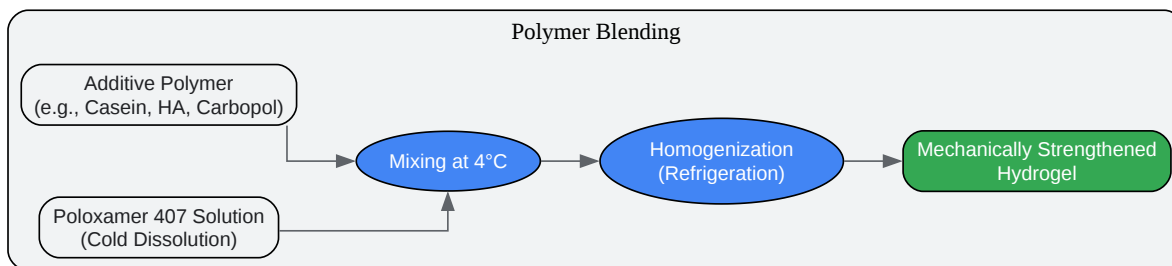 Polymer Blending
Additive Polymer
(e.g., Casein, HA, Carbopol)
Mixing at 4°C
Homogenization
(Refrigeration)
Mechanically Strengthened
Hydrogel
Poloxamer 407 Solution
(Cold Dissolution)